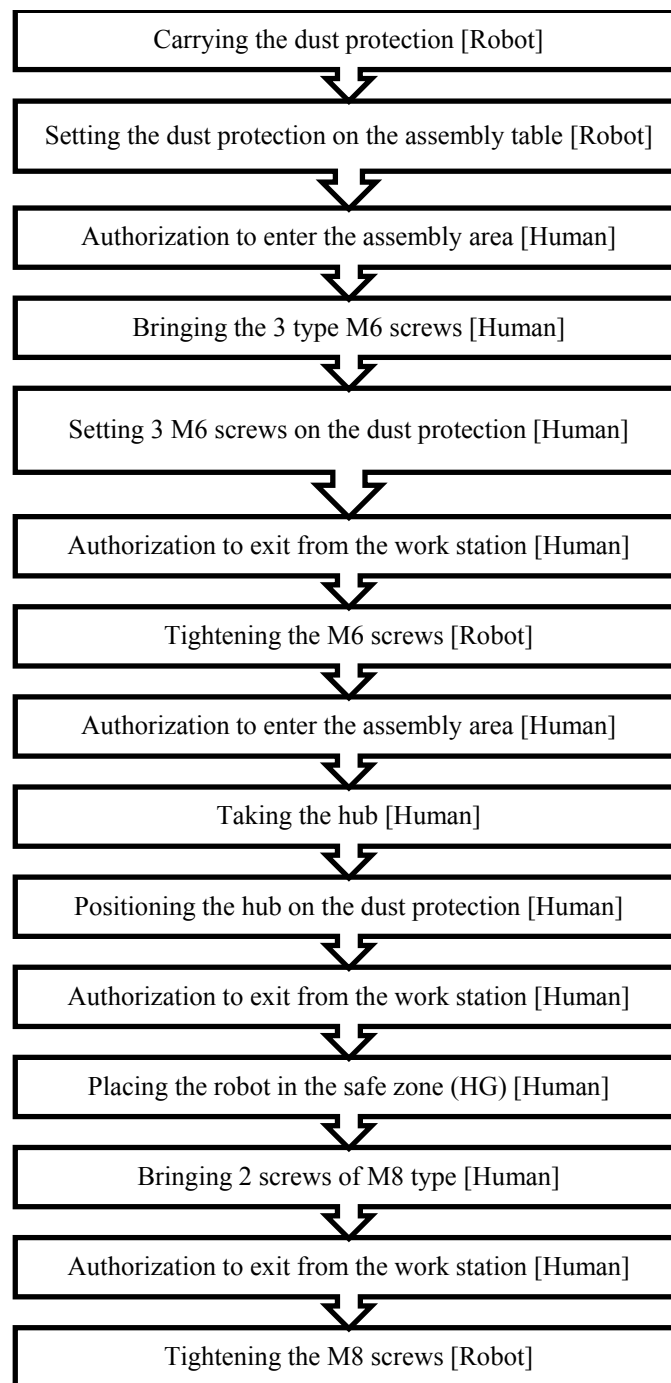 Carrying the dust protection [Robot]
Setting the dust protection on the assembly table [Robot]
Authorization to enter the assembly area [Human]
Bringing the 3 type M6 screws [Human]
Setting 3 M6 screws on the dust protection [Human]
Authorization to exit from the work station [Human]
Tightening the M6 screws [Robot]
Authorization to enter the assembly area [Human]
Taking the hub [Human]
Positioning the hub on the dust protection [Human]
Authorization to exit from the work station [Human]
Placing the robot in the safe zone (HG) [Human]
Bringing 2 screws of M8 type [Human]
Authorization to exit from the work station [Human]
Tightening the M8 screws [Robot]